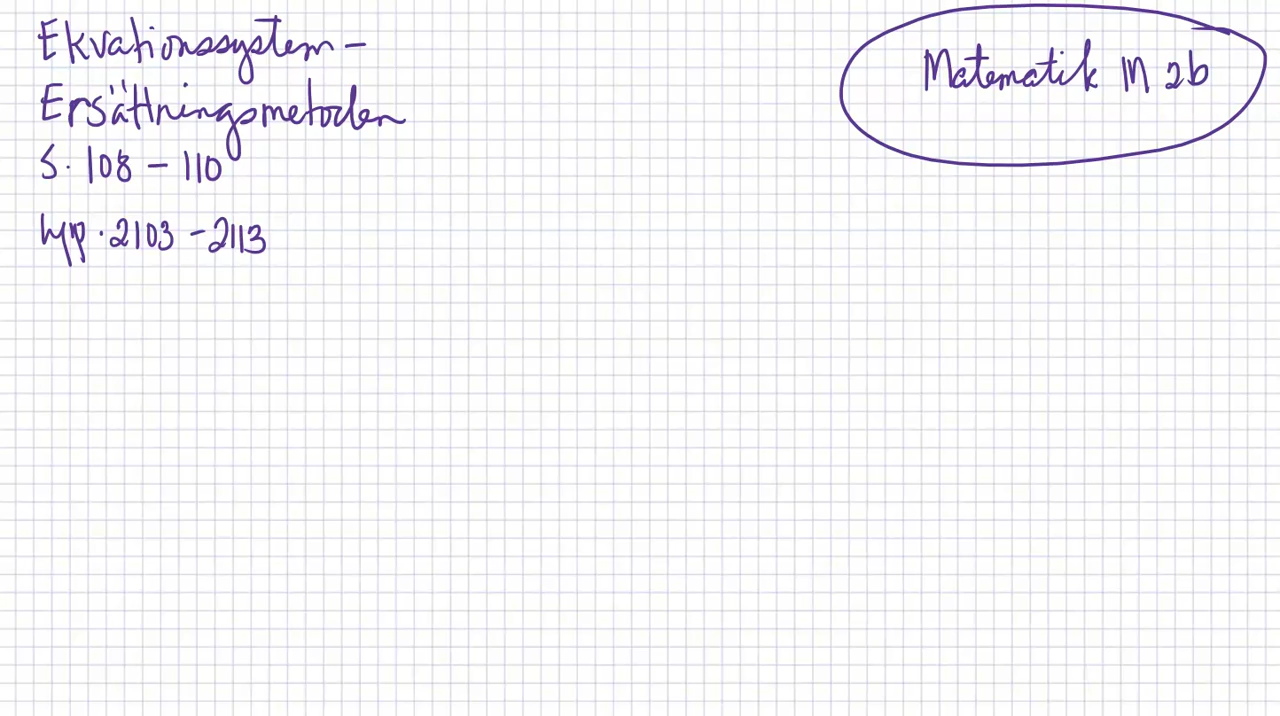 Ekvationssystem -
Ersättningsmetoden
S. 108 - 110
Upp. 2103 - 2113
Matematik M 2b